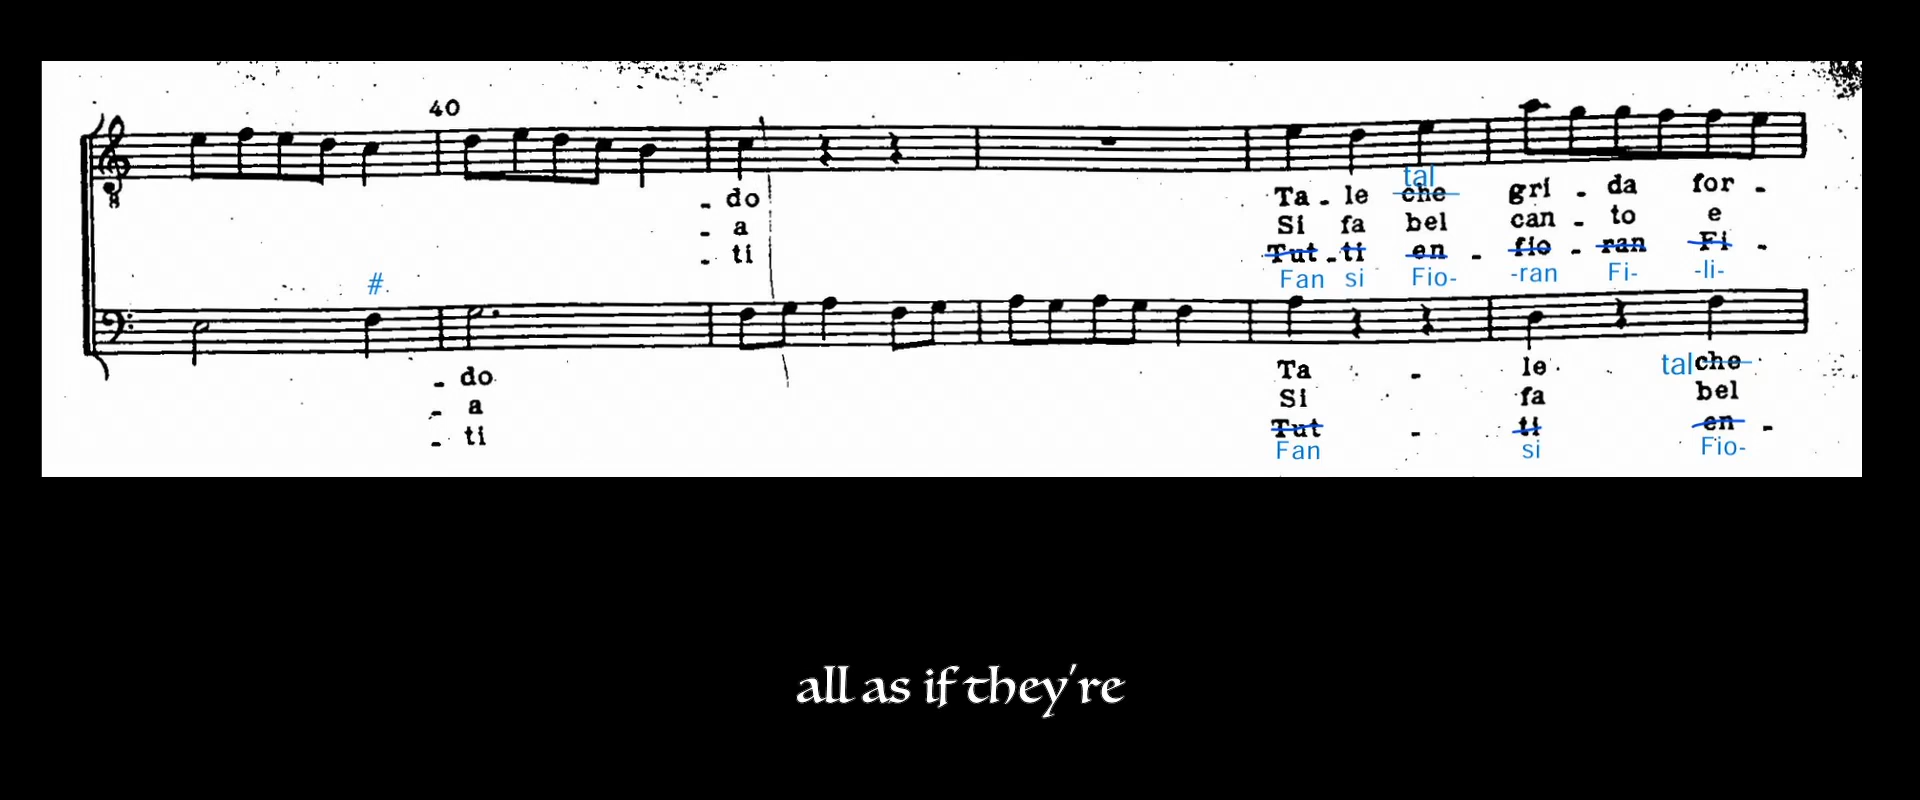 40
tal
- do Ta - le che gri - da for -
- a Si fa bel can - to e
- ti Tut - ti en - fio - ran Fi -
# Fan si Fio- -ran Fi- -li-
8
- do Ta - le tal che
- a Si fa bel
- ti Tut - ti en -
Fan si Fio-
all as if they're